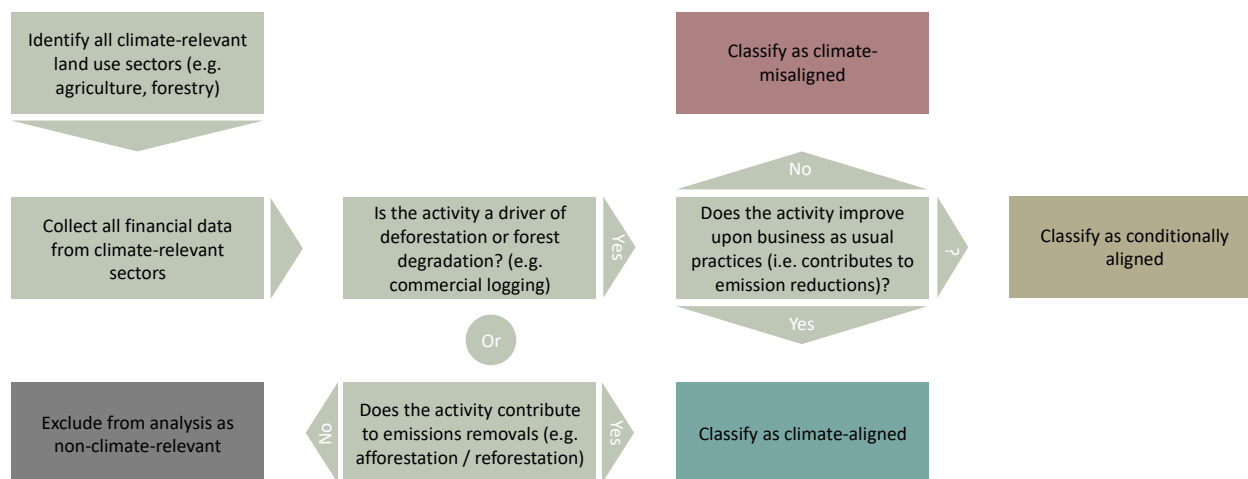 Identify all climate-relevant
land use sectors (e.g.
agriculture, forestry)
Classify as climate-
misaligned
No
Collect all financial data
from climate-relevant
sectors
Is the activity a driver of
deforestation or forest
degradation? (e.g.
commercial logging)
Yes
Does the activity improve
upon business as usual
practices (i.e. contributes to
emission reductions)?
?
Classify as conditionally
aligned
Or
Yes
Exclude from analysis as
non-climate-relevant
No
Does the activity contribute
to emissions removals (e.g.
afforestation / reforestation)
Yes
Classify as climate-aligned